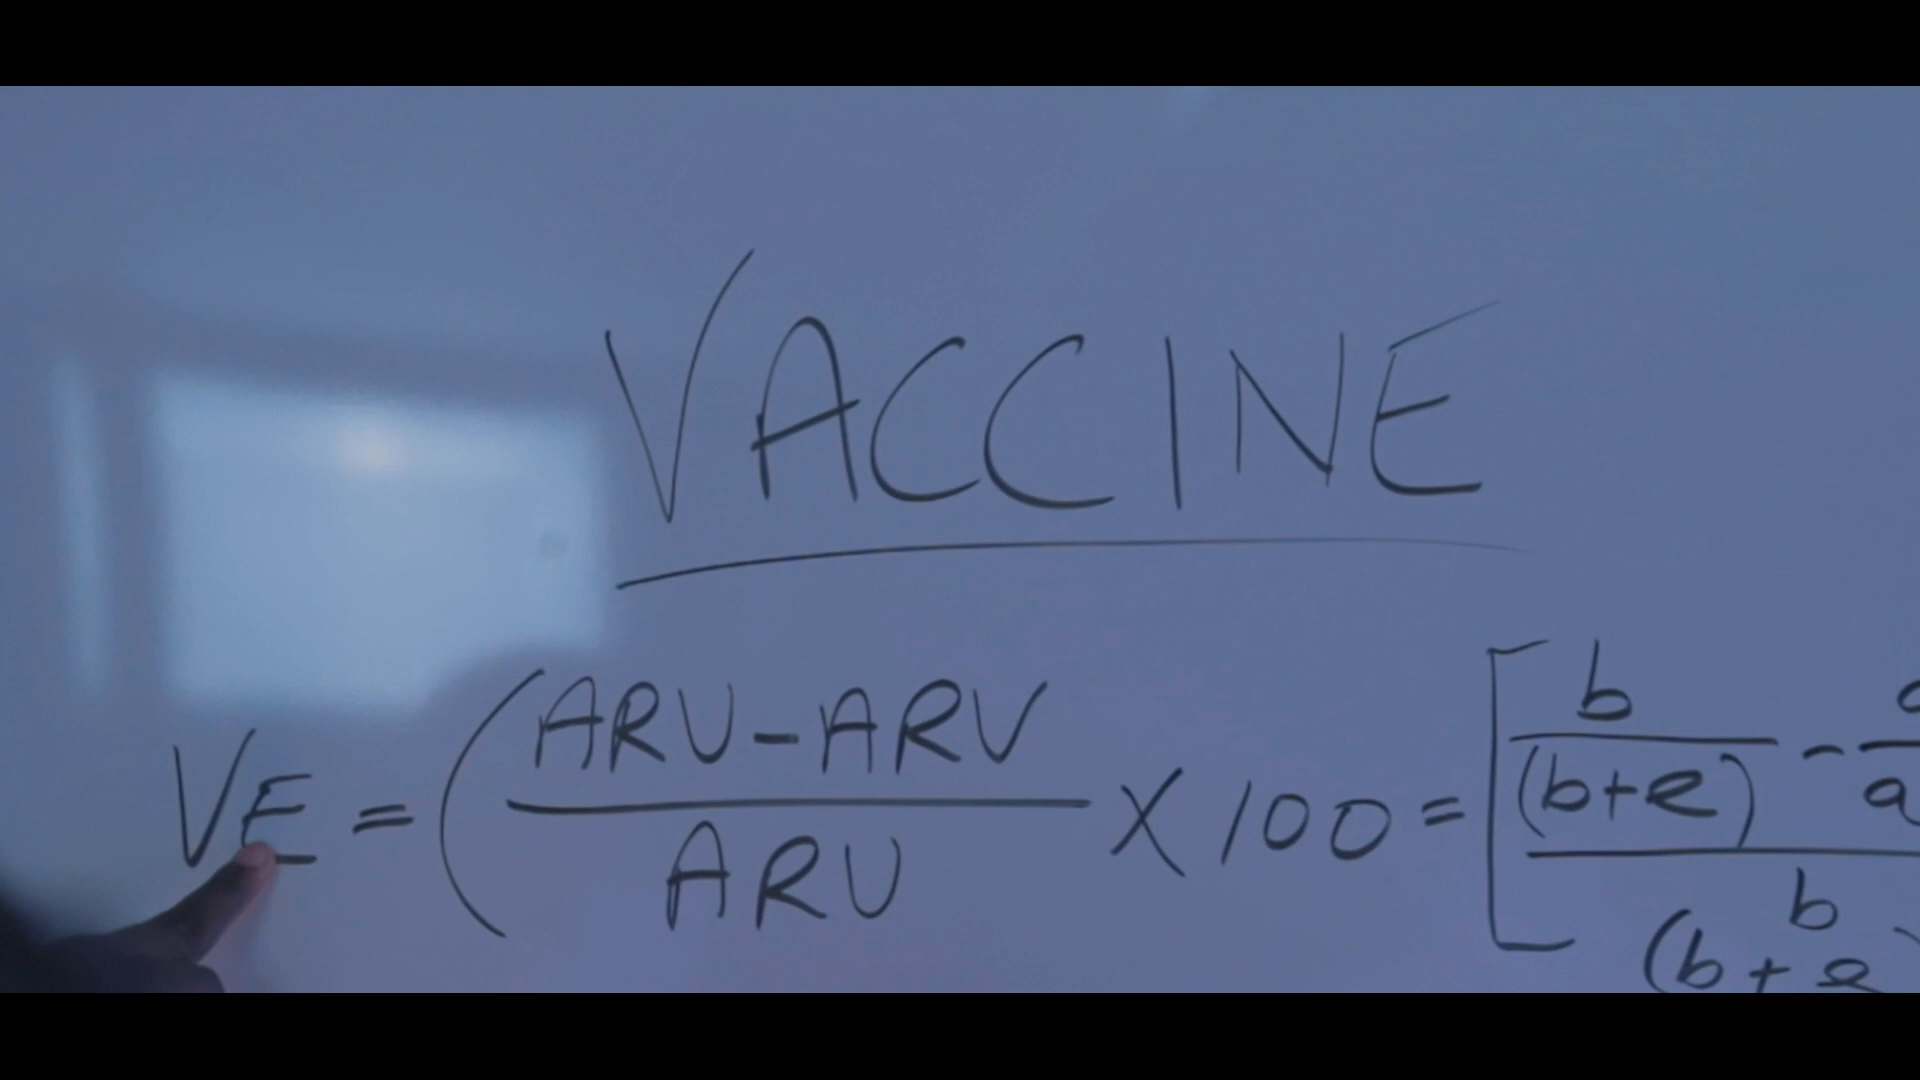 VACCINE
VE = (ARU-ARV / ARU X 100 = [b / (b+e) - a / a
b / (b+e)